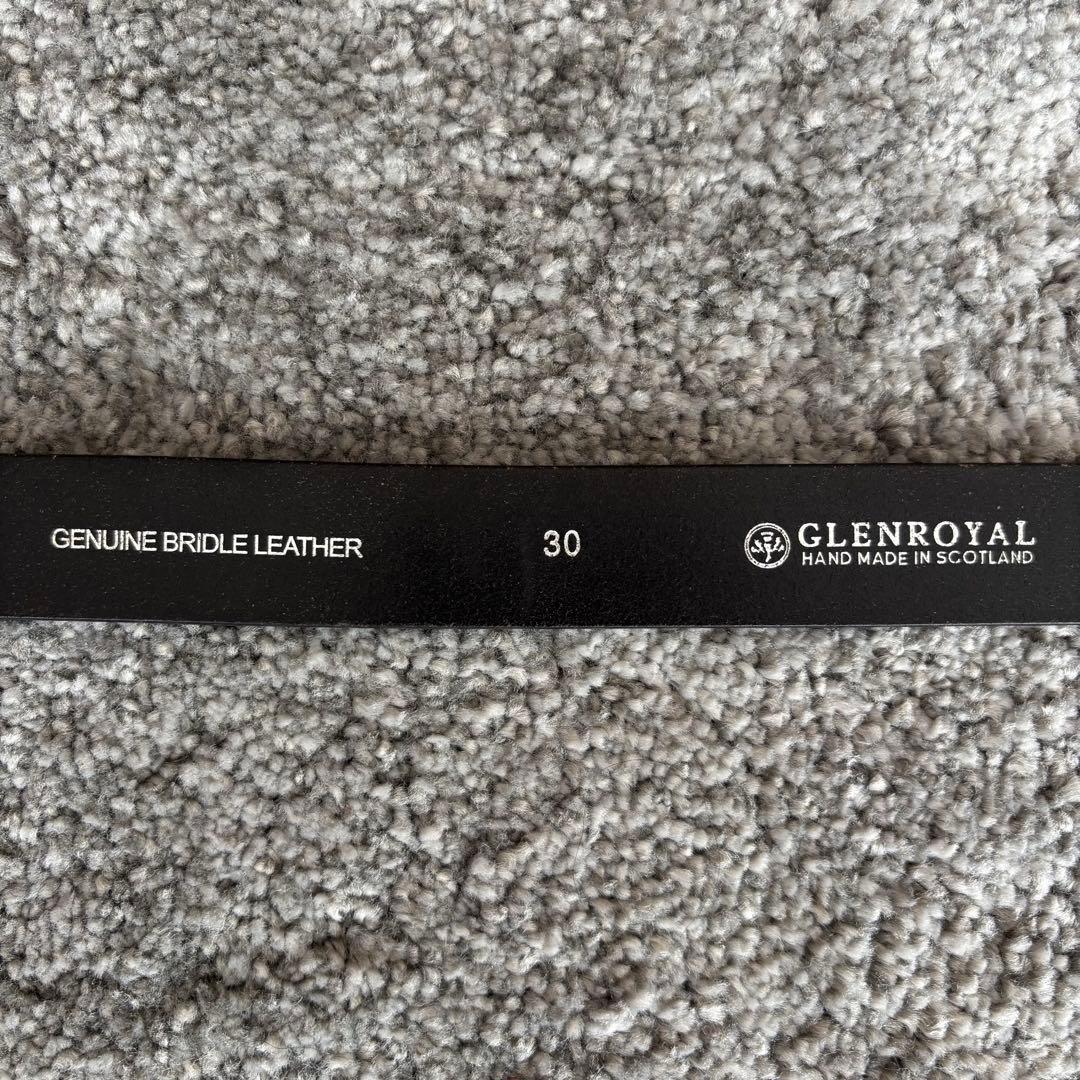 GENUINE BRIDLE LEATHER
30
GLENROYAL
HAND MADE IN SCOTLAND